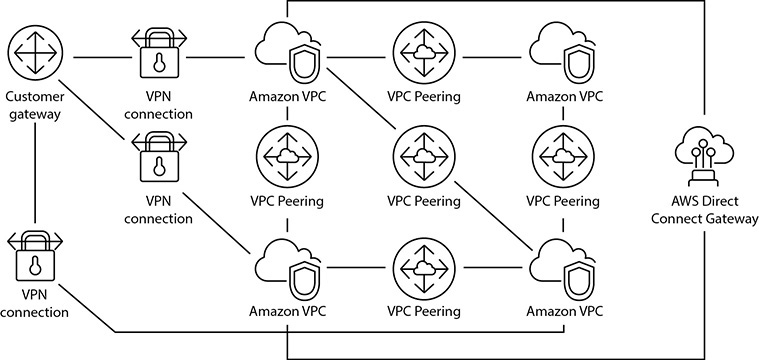 Customer
gateway
VPN
connection
Amazon VPC
VPC Peering
Amazon VPC
VPN
connection
VPC Peering
VPC Peering
VPC Peering
AWS Direct
Connect Gateway
VPN
connection
Amazon VPC
VPC Peering
Amazon VPC